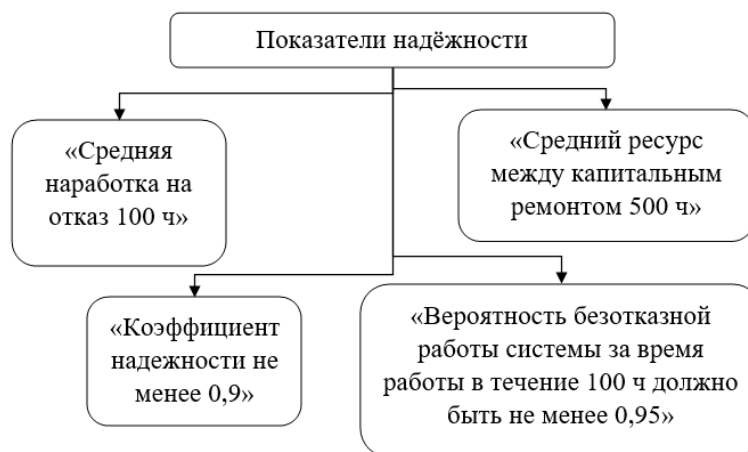 Показатели надёжности
«Средняя
наработка на
отказ 100 ч»
«Средний ресурс
между капитальным
ремонтом 500 ч»
«Коэффициент
надежности не
менее 0,9»
«Вероятность безотказной
работы системы за время
работы в течение 100 ч должно
быть не менее 0,95»